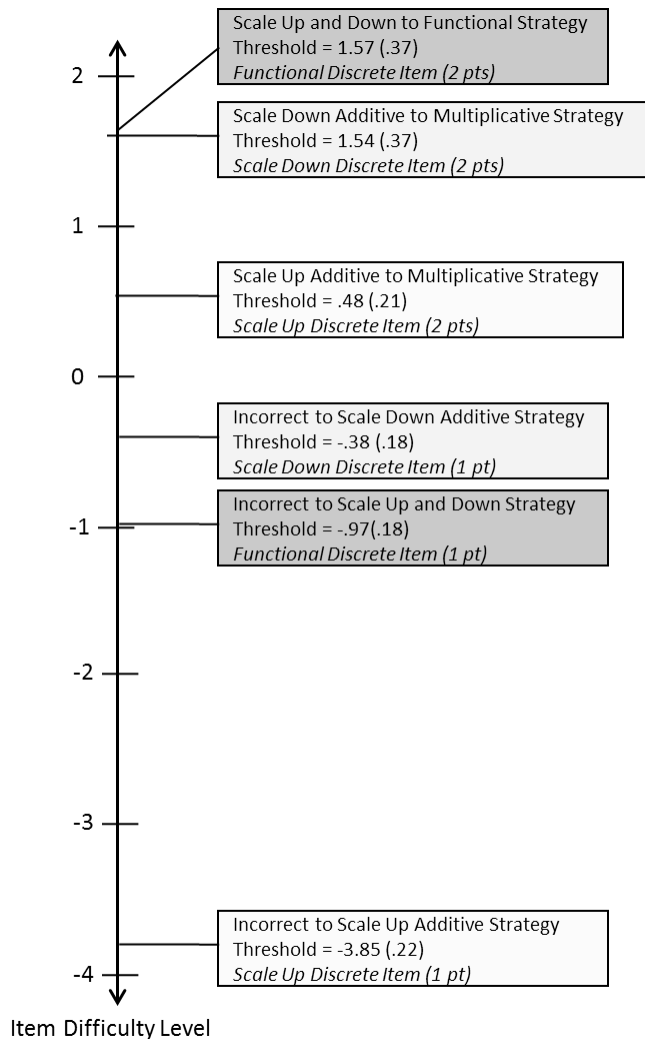 Scale Up and Down to Functional Strategy
Threshold = 1.57 (.37)
Functional Discrete Item (2 pts)
2
Scale Down Additive to Multiplicative Strategy
Threshold = 1.54 (.37)
Scale Down Discrete Item (2 pts)
1
Scale Up Additive to Multiplicative Strategy
Threshold = .48 (.21)
Scale Up Discrete Item (2 pts)
0
Incorrect to Scale Down Additive Strategy
Threshold = -.38 (.18)
Scale Down Discrete Item (1 pt)
Incorrect to Scale Up and Down Strategy
-1
Threshold = -.97(.18)
Functional Discrete Item (1 pt)
-2
-3
Incorrect to Scale Up Additive Strategy
Threshold = -3.85 (.22)
Scale Up Discrete Item (1 pt)
-4
Item Difficulty Level